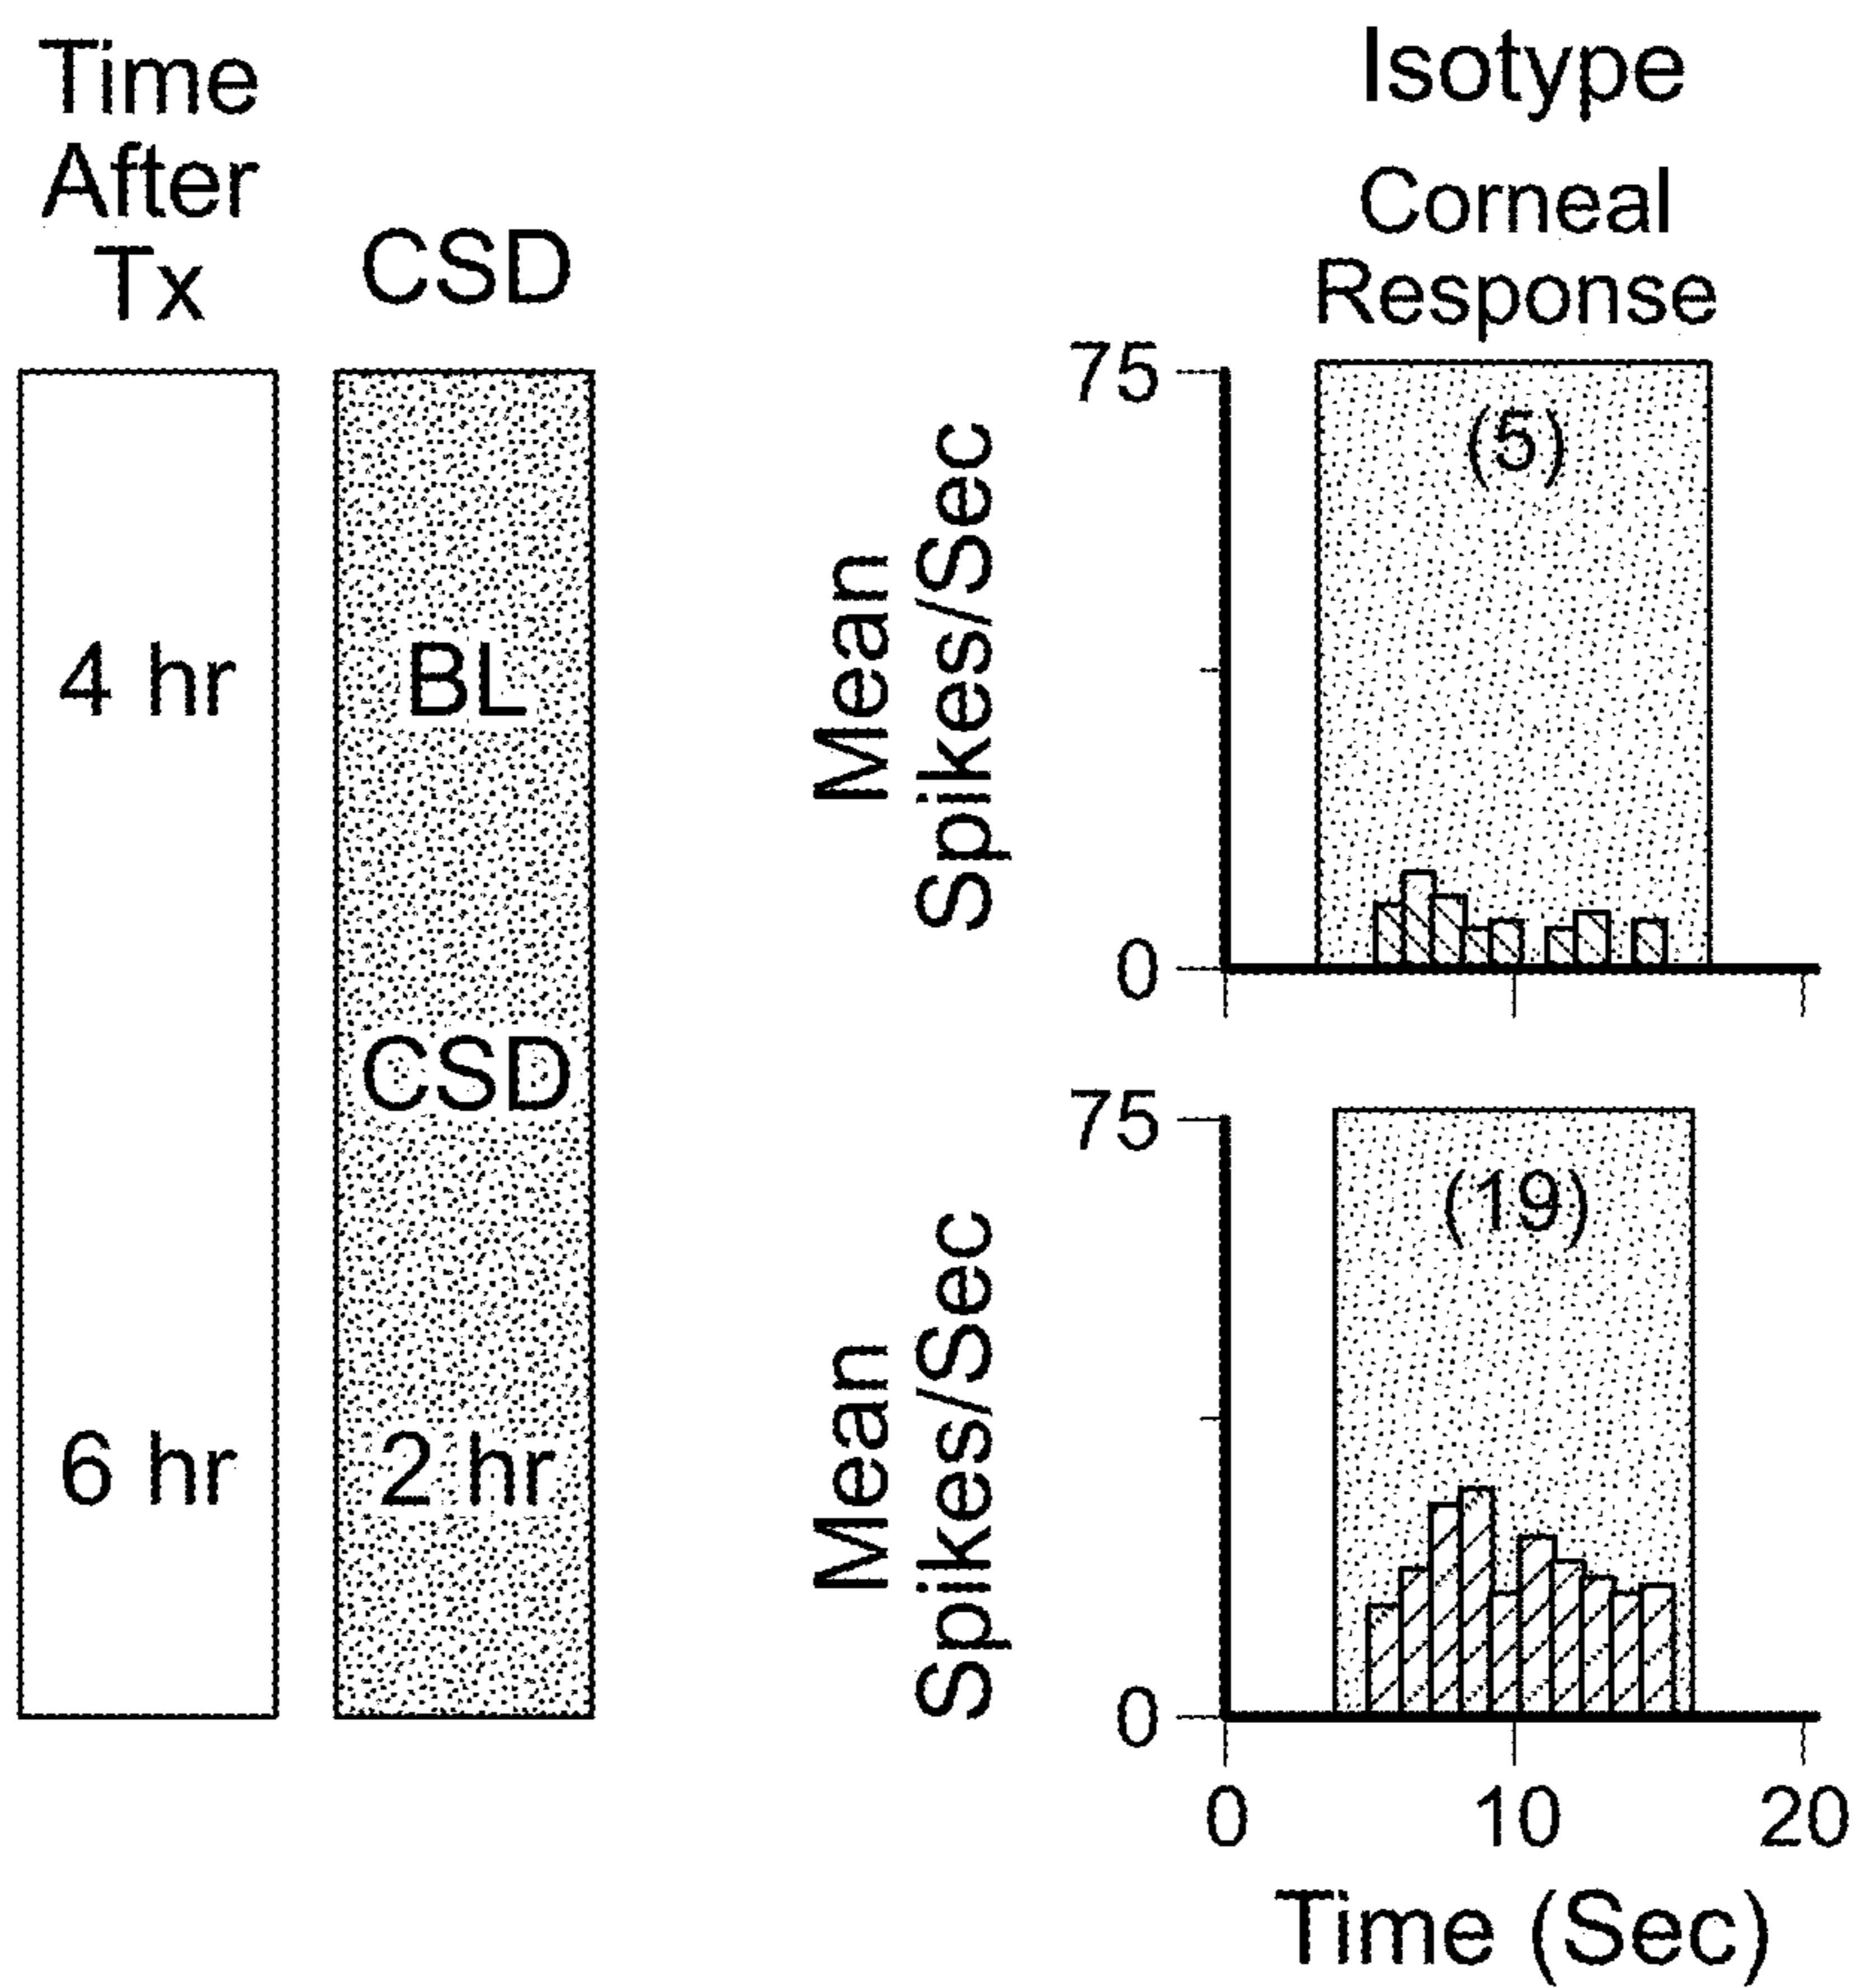 Time
After
Tx
CSD
4 hr
BL
CSD
6 hr
2 hr
Isotype
Corneal
Response
Mean
Spikes/Sec
75
(5)
0
Mean
Spikes/Sec
75
(19)
0
0 10 20
Time (Sec)